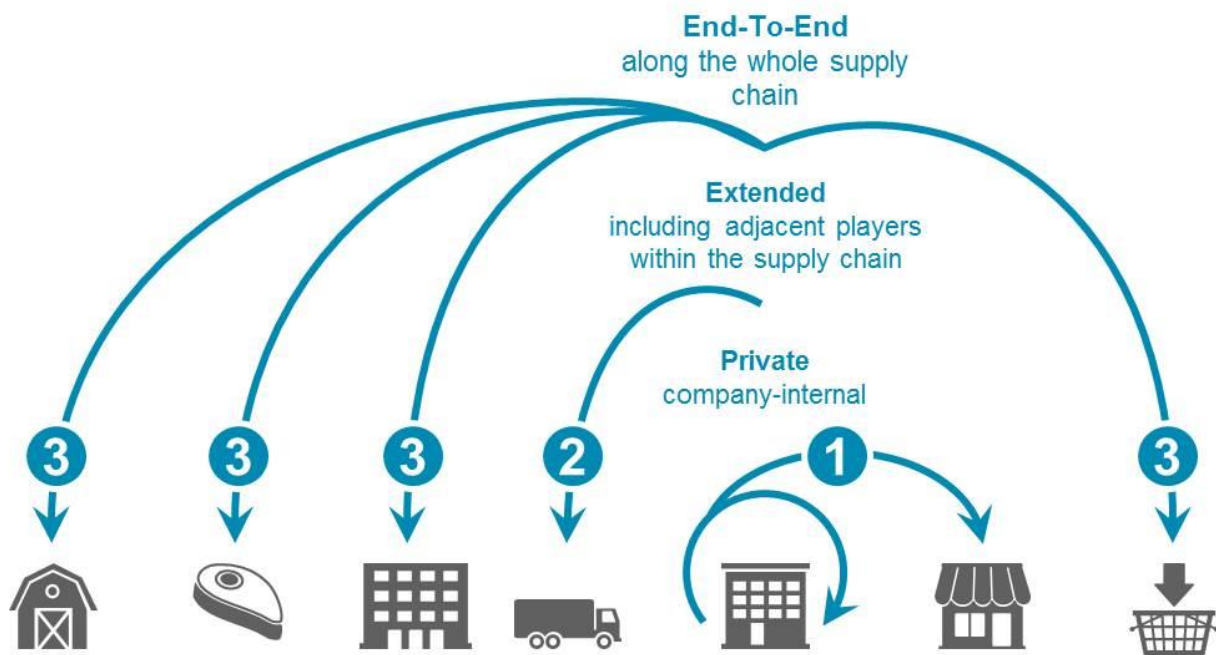 End-To-End
along the whole supply
chain
Extended
including adjacent players
within the supply chain
Private
company-internal
3
3
3
2
1
3